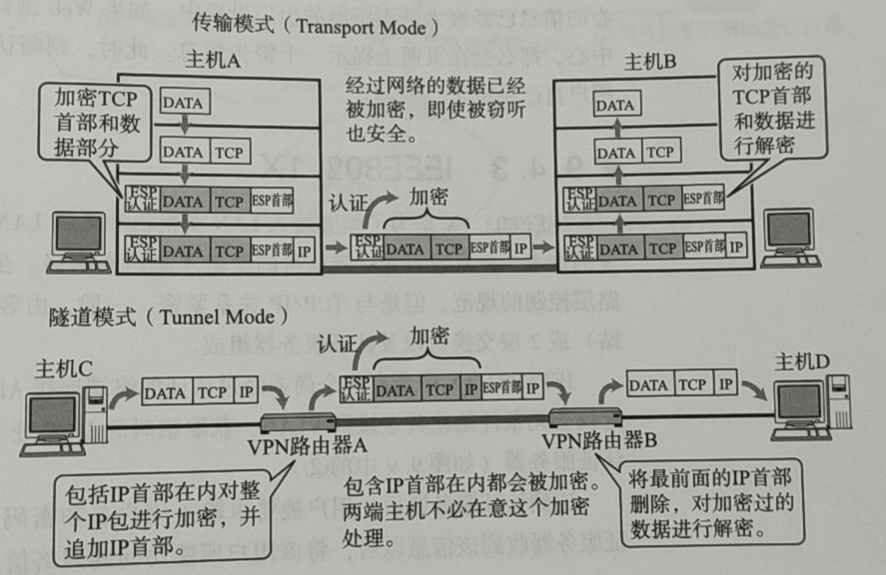 传输模式（Transport Mode）
主机A
主机B
加密TCP
首部和数
据部分
DATA
DATA TCP
ESP认证 DATA TCP ESP首部
ESP认证 DATA TCP ESP首部 IP
经过网络的数据已经
被加密，即使被窃听
也安全。
认证 加密
ESP认证 DATA TCP ESP首部 IP
DATA
DATA TCP
ESP认证 DATA TCP ESP首部
ESP认证 DATA TCP ESP首部 IP
对加密的
TCP首部
和数据进
行解密
隧道模式（Tunnel Mode）
主机C
认证 加密
主机D
DATA TCP IP
ESP认证 DATA TCP IP ESP首部 IP
DATA TCP IP
VPN路由器A
VPN路由器B
包括IP首部在内对整
个IP包进行加密，并
追加IP首部。
包含IP首部在内都会被加密。
两端主机不必在意这个加密
处理。
将最前面的IP首部
删除，对加密过的
数据进行解密。